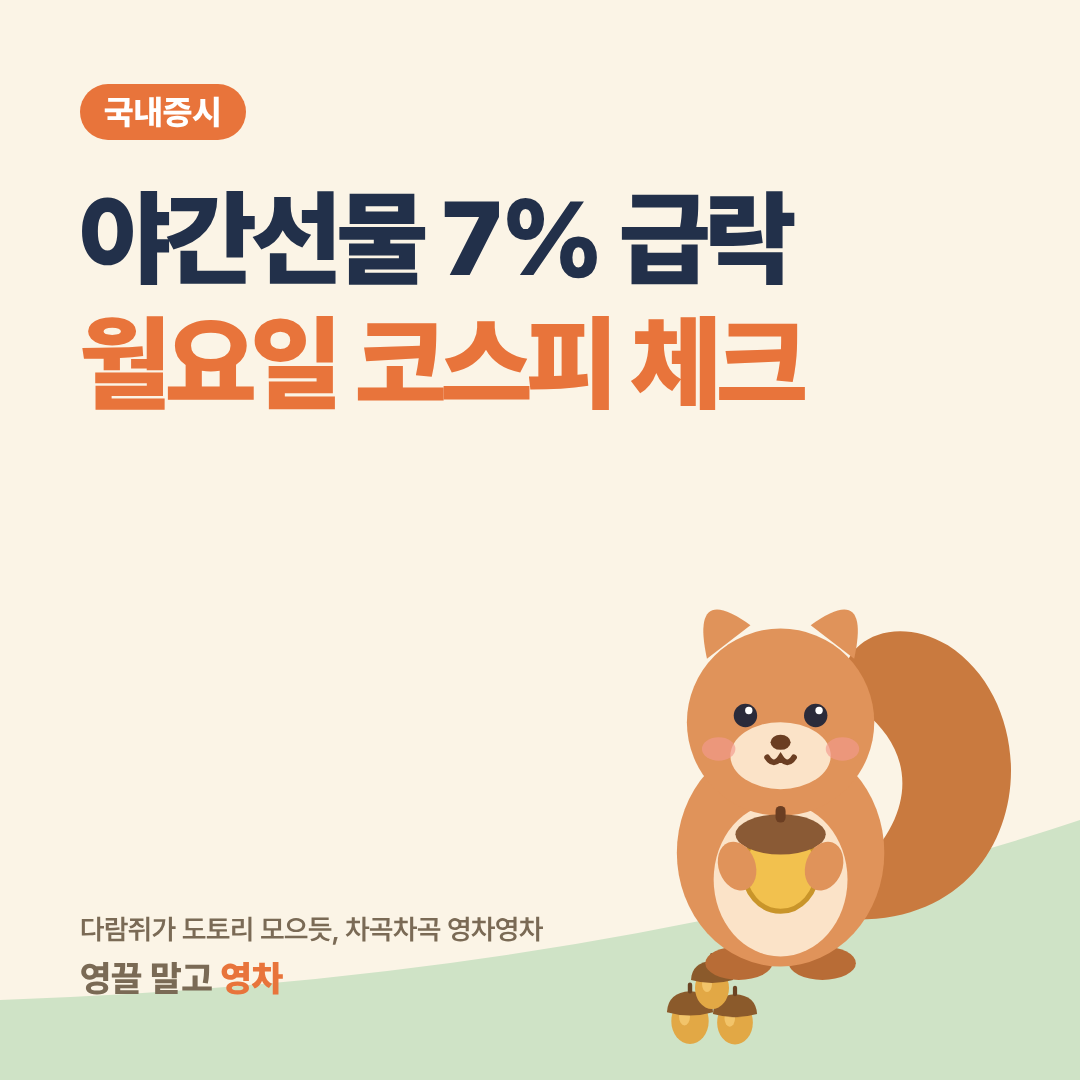 국내증시
야간선물 7% 급락
월요일 코스피 체크
다람쥐가 도토리 모으듯, 차곡차곡 영차영차
영끌 말고 영차